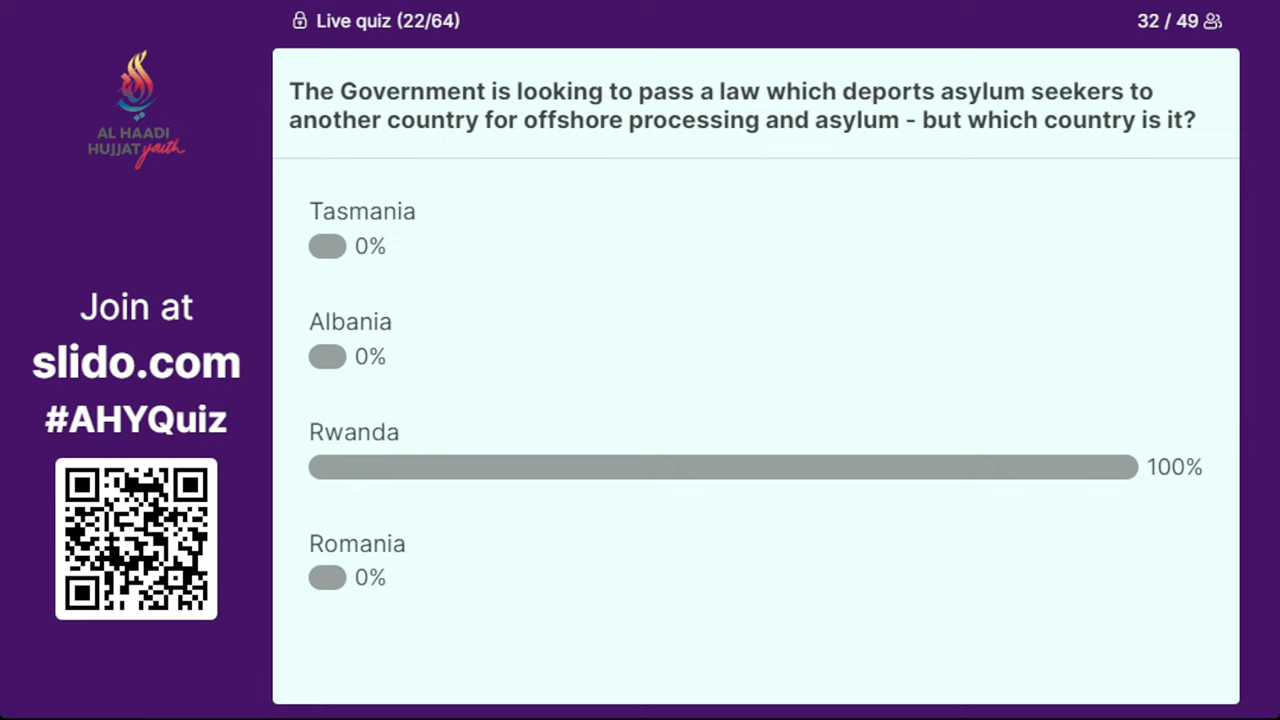 Live quiz (22/64)
32 / 49
AL HAADI
HUJJAT youth
Join at
slido.com
#AHYQuiz
The Government is looking to pass a law which deports asylum seekers to
another country for offshore processing and asylum - but which country is it?
Tasmania
0%
Albania
0%
Rwanda
100%
Romania
0%